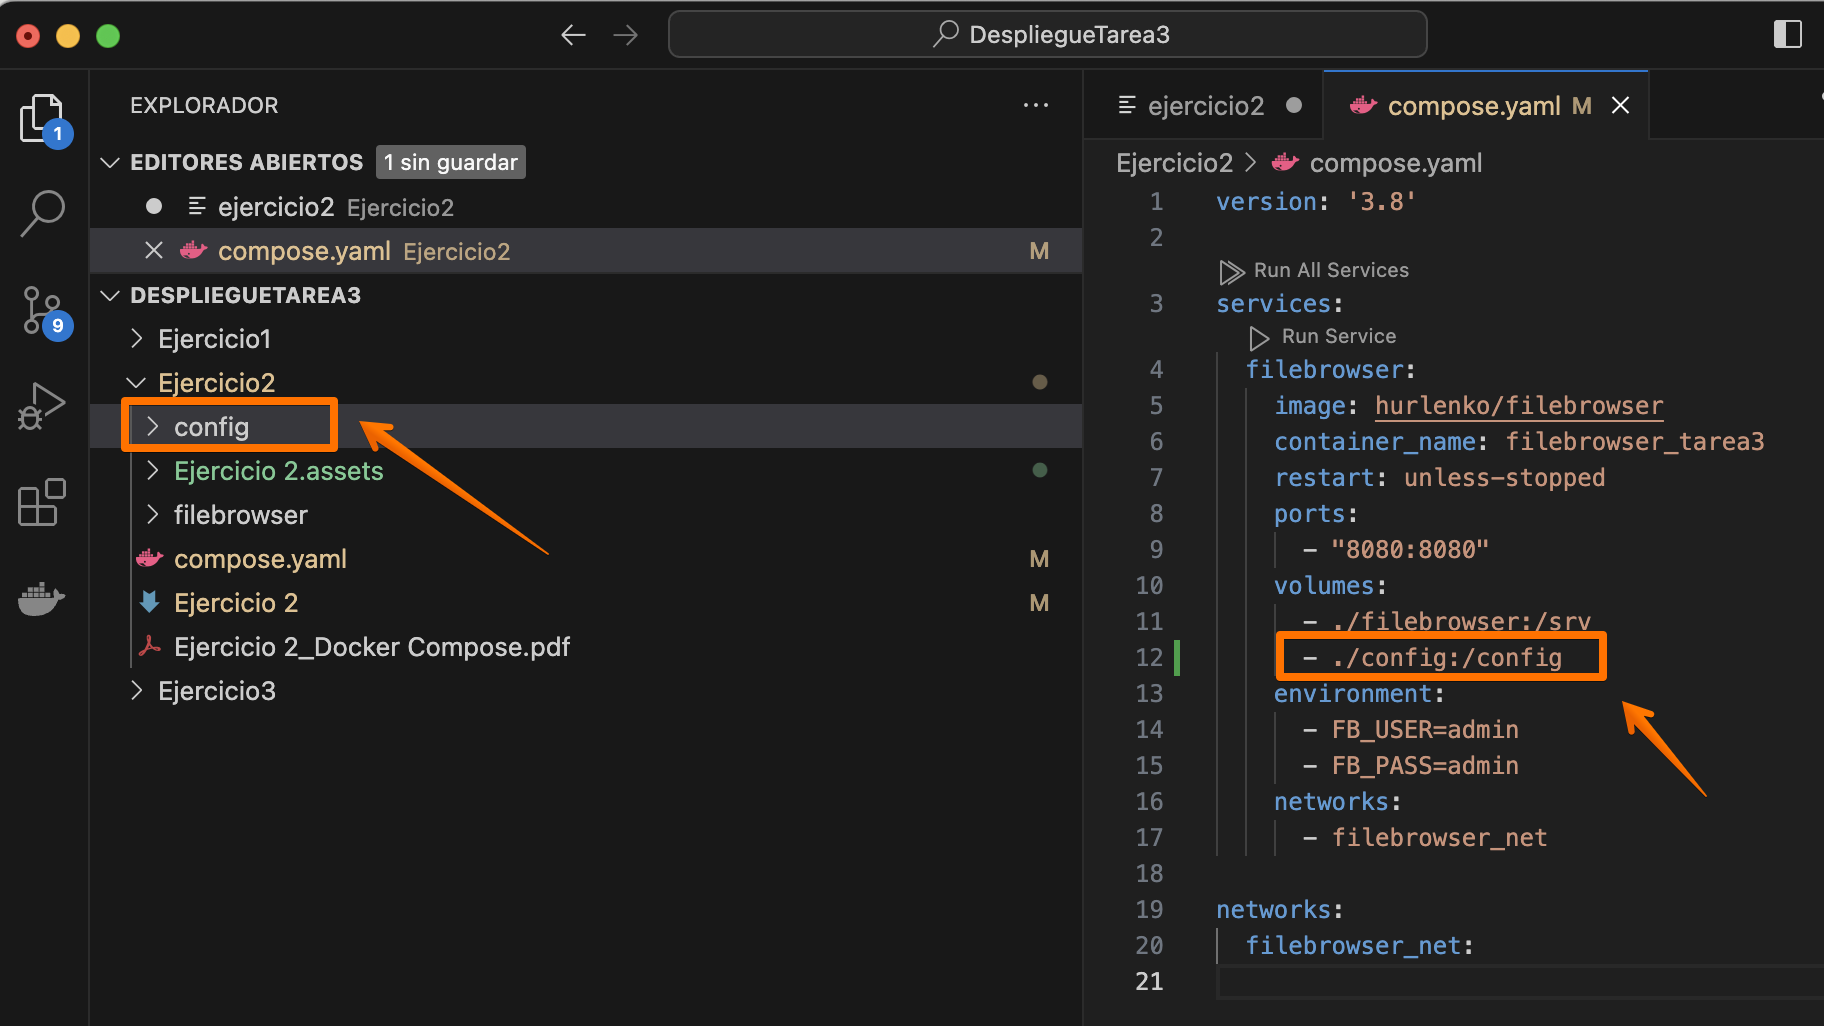 DespliegueTarea3
1
9
EXPLORADOR
EDITORES ABIERTOS 1 sin guardar
ejercicio2 Ejercicio2
compose.yaml Ejercicio2 M
DESPLIEGUETAREA3
Ejercicio1
Ejercicio2
config
Ejercicio 2.assets
filebrowser
compose.yaml M
Ejercicio 2 M
Ejercicio 2_Docker Compose.pdf
Ejercicio3
ejercicio2
compose.yaml M
Ejercicio2 > compose.yaml
1 version: '3.8'
2
Run All Services
3 services:
Run Service
4 filebrowser:
5 image: hurlenko/filebrowser
6 container_name: filebrowser_tarea3
7 restart: unless-stopped
8 ports:
9 - "8080:8080"
10 volumes:
11 - ./filebrowser:/srv
12 - ./config:/config
13 environment:
14 - FB_USER=admin
15 - FB_PASS=admin
16 networks:
17 - filebrowser_net
18
19 networks:
20 filebrowser_net:
21